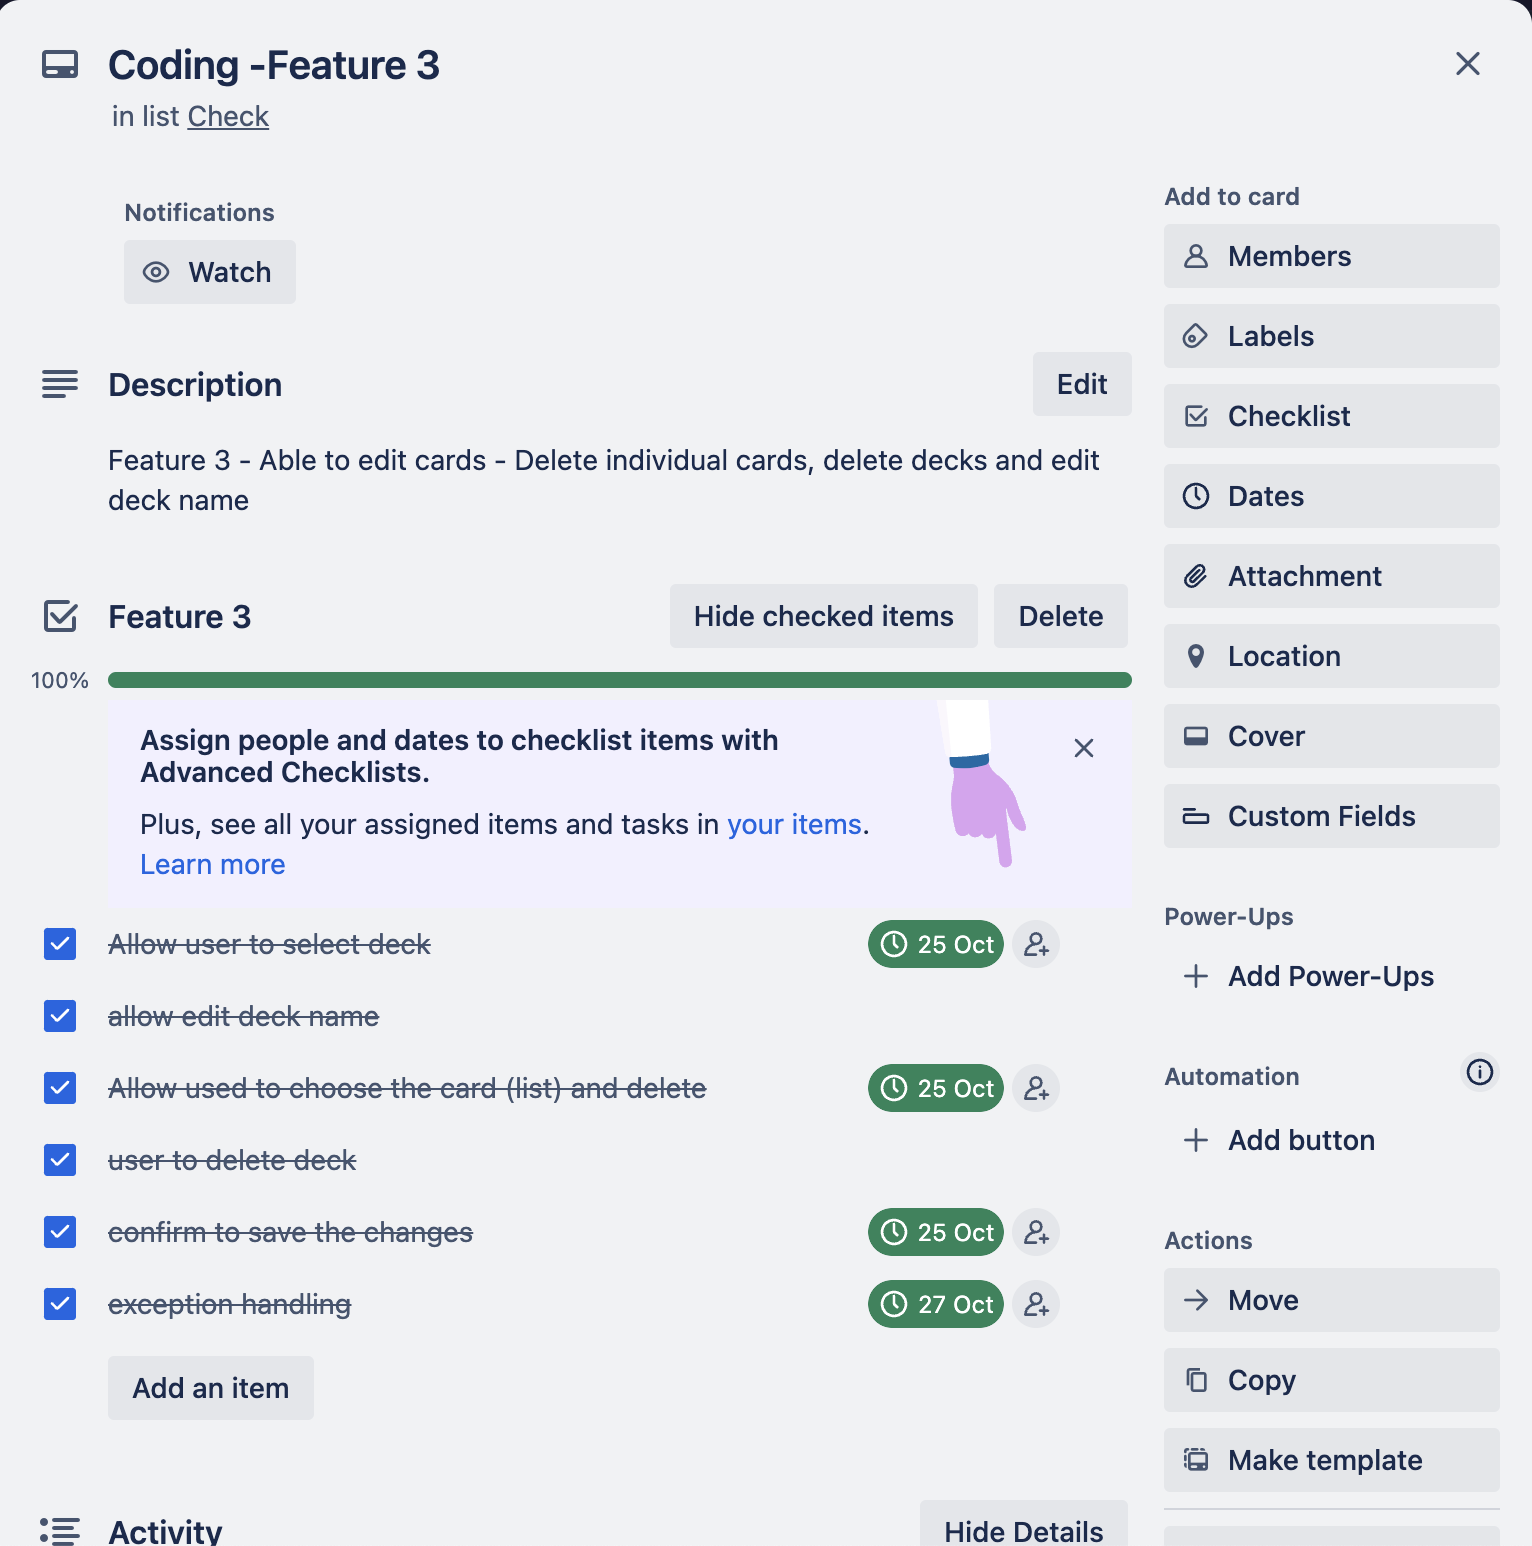 Coding -Feature 3
in list Check
Notifications
Watch
Description
Edit
Feature 3 - Able to edit cards - Delete individual cards, delete decks and edit
deck name
Feature 3
Hide checked items
Delete
100%
Assign people and dates to checklist items with
Advanced Checklists.
Plus, see all your assigned items and tasks in your items.
Learn more
Allow user to select deck
25 Oct
allow edit deck name
Allow used to choose the card (list) and delete
25 Oct
user to delete deck
confirm to save the changes
25 Oct
exception handling
27 Oct
Add an item
Activity
Hide Details
Add to card
Members
Labels
Checklist
Dates
Attachment
Location
Cover
Custom Fields
Power-Ups
Add Power-Ups
Automation
Add button
Actions
Move
Copy
Make template